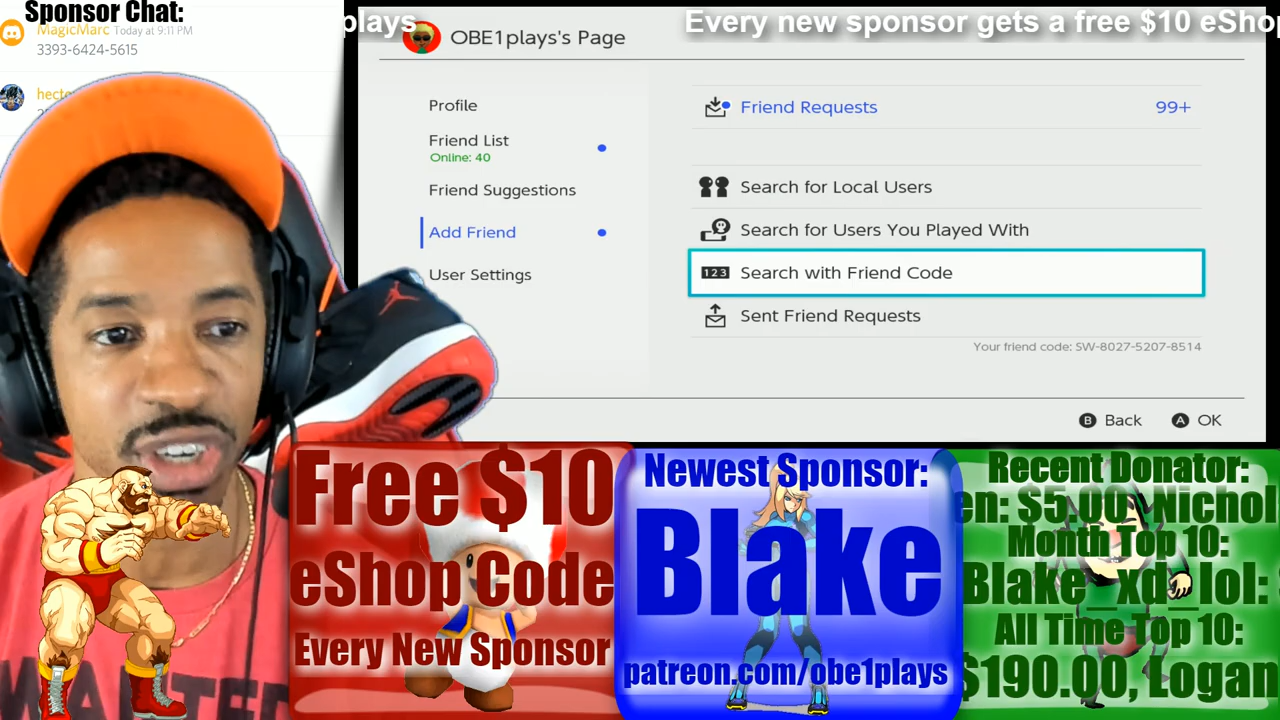 Sponsor Chat:
MagicMarc Today at 9:11 PM
3393-6424-5615
hecto
plays
Every new sponsor gets a free $10 eShop
OBE1plays's Page
Profile
Friend List
Online: 40
Friend Suggestions
Add Friend
User Settings
Friend Requests 99+
Search for Local Users
Search for Users You Played With
123 Search with Friend Code
Sent Friend Requests
Your friend code: SW-8027-5207-8514
B Back A OK
Free $10
eShop Code
Every New Sponsor
Newest Sponsor:
Blake
patreon.com/obe1plays
Recent Donator:
en: $5.00, Nichol
Month Top 10:
Blake_xd_lol:
All Time Top 10:
$190.00, Logan